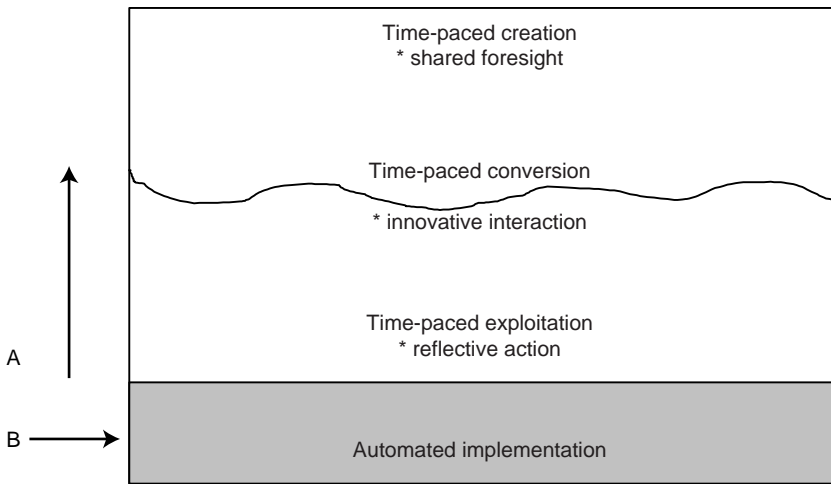 Time-paced creation
* shared foresight
Time-paced conversion
* innovative interaction
Time-paced exploitation
* reflective action
A
B
Automated implementation